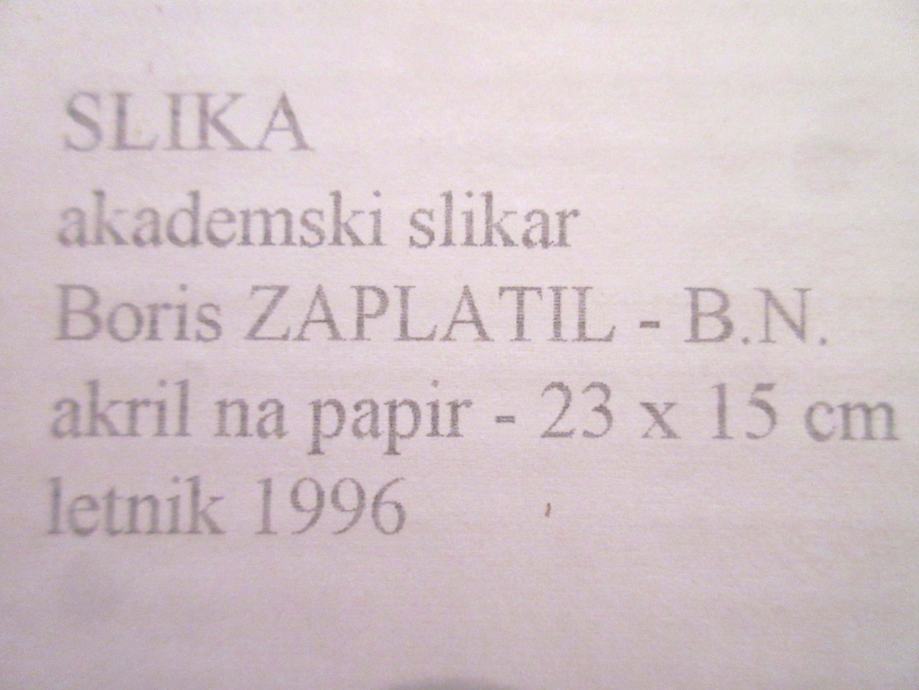 SLIKA
akademski slikar
Boris ZAPLATIL - B.N.
akril na papir - 23 x 15 cm
letnik 1996